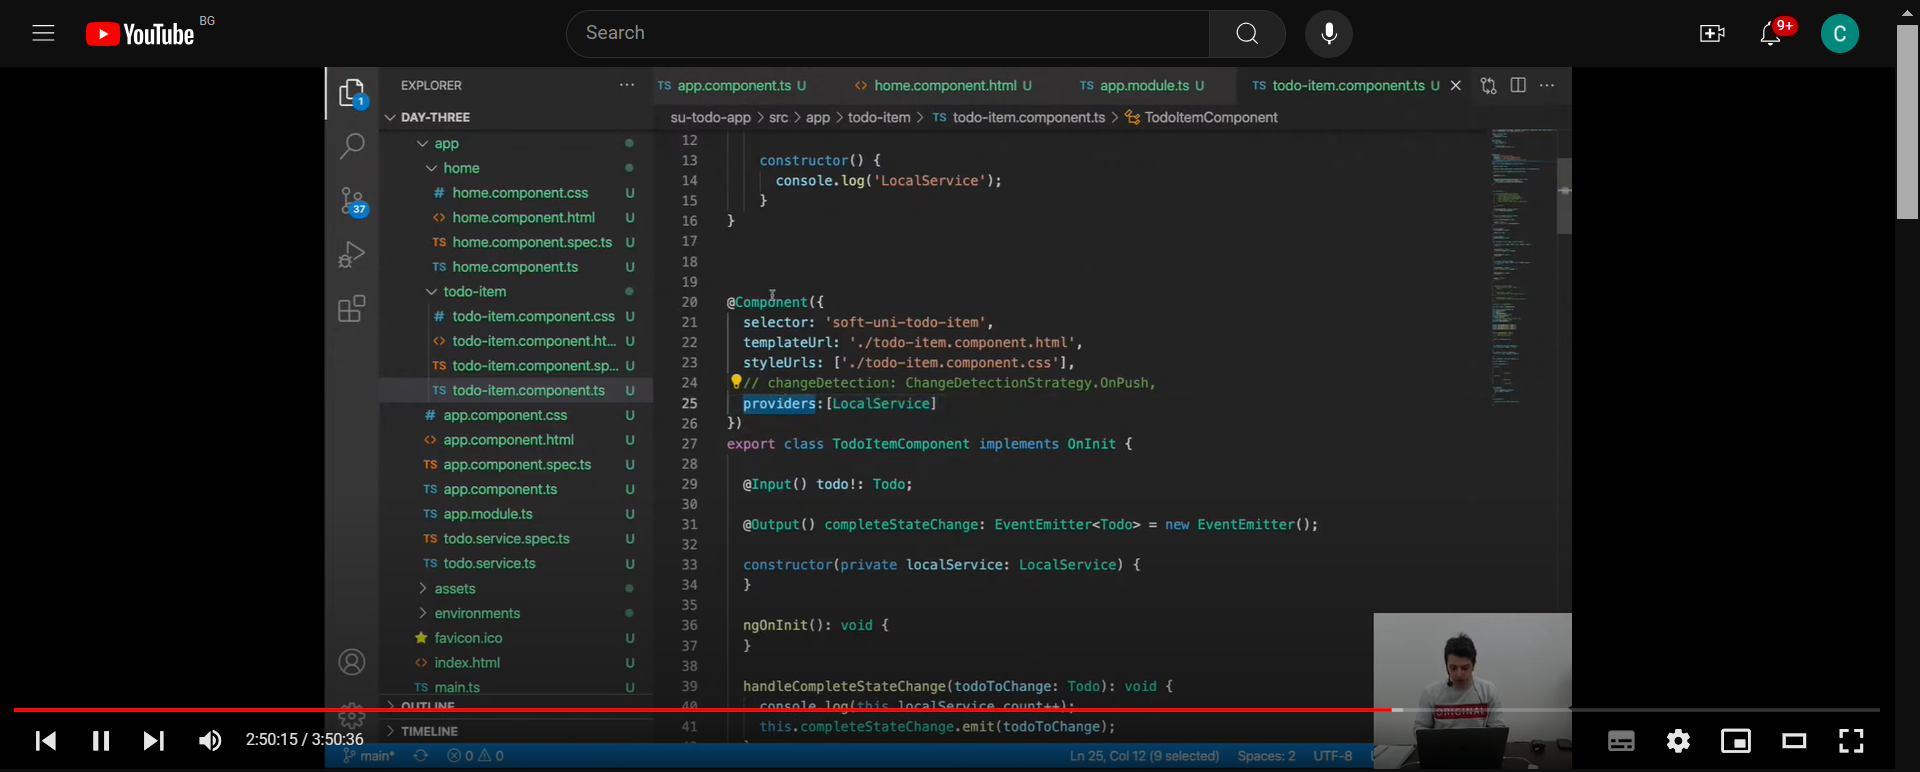 YouTube BG
Search
9+
C
EXPLORER ···
1
DAY-THREE
app
home
# home.component.css U
<> home.component.html U
TS home.component.spec.ts U
TS home.component.ts U
37
todo-item
# todo-item.component.css U
<> todo-item.component.ht... U
TS todo-item.component.sp... U
TS todo-item.component.ts U
# app.component.css U
<> app.component.html U
TS app.component.spec.ts U
TS app.component.ts U
TS app.module.ts U
TS todo.service.spec.ts U
TS todo.service.ts U
> assets
> environments
favicon.ico U
<> index.html U
TS main.ts U
> OUTLINE
> TIMELINE
TS app.component.ts U
<> home.component.html U
TS app.module.ts U
TS todo-item.component.ts U
su-todo-app > src > app > todo-item > TS todo-item.component.ts > TodoItemComponent
12
13 constructor() {
14 console.log('LocalService');
15 }
16 }
17
18
19
20 @Component({
21 selector: 'soft-uni-todo-item',
22 templateUrl: './todo-item.component.html',
23 styleUrls: ['./todo-item.component.css'],
24 // changeDetection: ChangeDetectionStrategy.OnPush,
25 providers:[LocalService]
26 })
27 export class TodoItemComponent implements OnInit {
28
29 @Input() todo!: Todo;
30
31 @Output() completeStateChange: EventEmitter<Todo> = new EventEmitter();
32
33 constructor(private localService: LocalService) {
34 }
35
36 ngOnInit(): void {
37 }
38
39 handleCompleteStateChange(todoToChange: Todo): void {
40 console.log(this.localService.count++);
41 this.completeStateChange.emit(todoToChange);
ORIGINAL
2:50:15 / 3:50:36
main* 0 0
Ln 25, Col 12 (9 selected) Spaces: 2 UTF-8